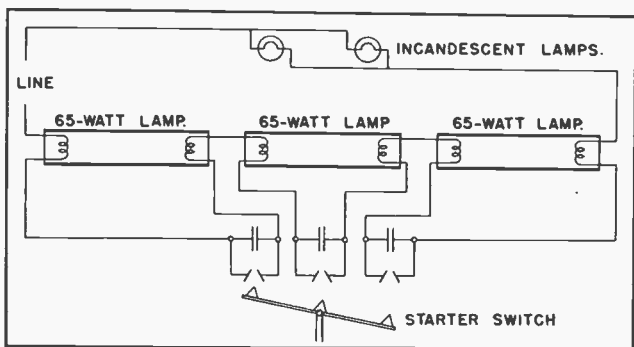 INCANDESCENT LAMPS.
LINE
65-WATT LAMP. 65-WATT LAMP 65-WATT LAMP.
STARTER SWITCH